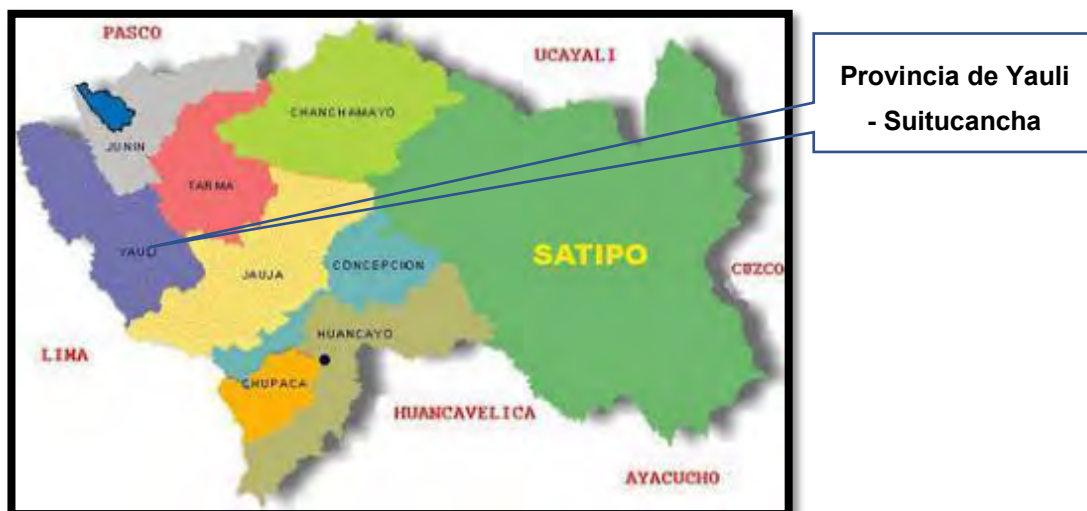 PASCO
UCAYALI
Provincia de Yauli
- Suitucancha
CHANCHAMAYO
JUNIN
TARMA
YAULI
SATIPO
CONCEPCION
CUZCO
JAUJA
HUANCAYO
LIMA
CHUPACA
HUANCAVELICA
AYACUCHO